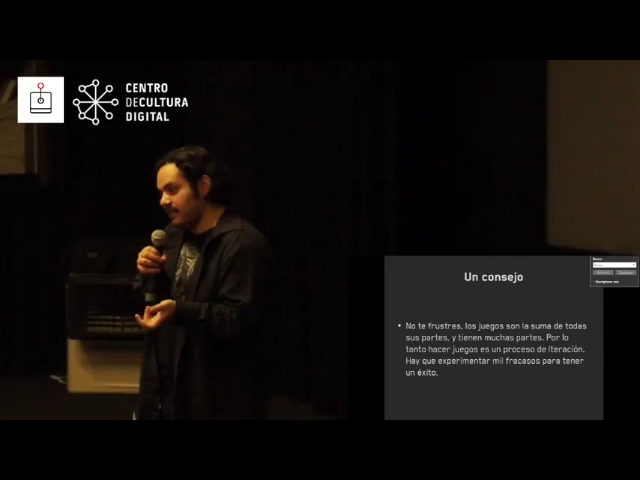 CENTRO
DECULTURA
DIGITAL
Un consejo
• No te frustres, los juegos son la suma de todas
sus partes, y tienen muchas partes. Por lo
tanto hacer juegos es un proceso de Iteración.
Hay que experimentar mil fracasos para tener
un éxito.